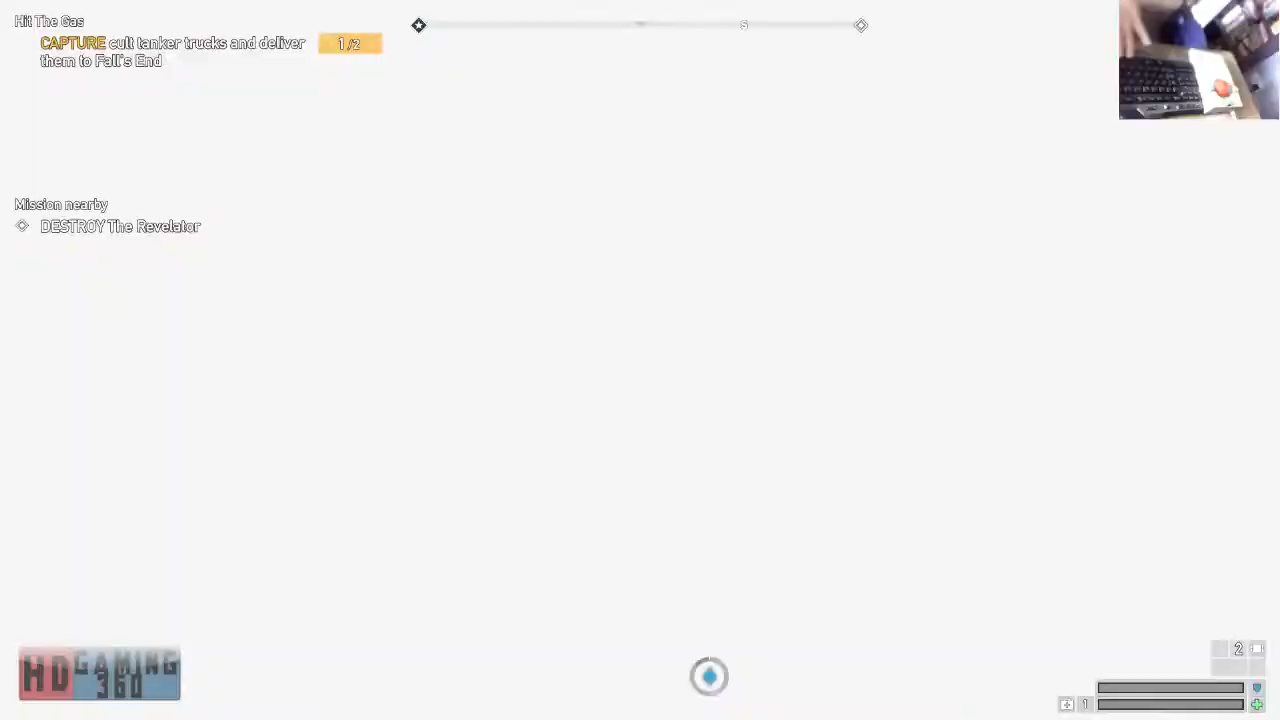 Hit The Gas
CAPTURE cult tanker trucks and deliver 1/2
them to Fall's End
S
Mission nearby
DESTROY The Revelator
HD GAMING 360
2
1